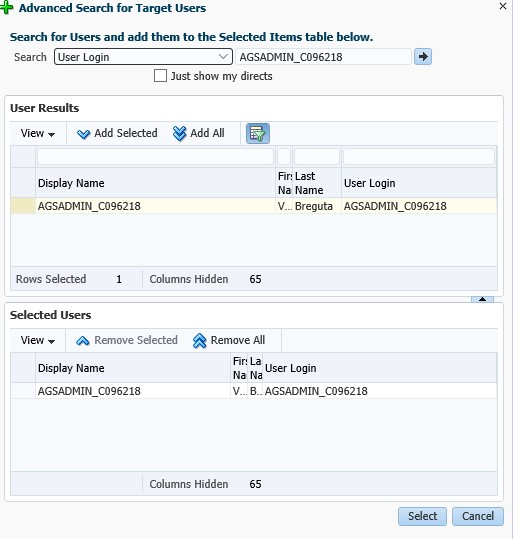 Advanced Search for Target Users
Search for Users and add them to the Selected Items table below.
Search User Login AGSADMIN_C096218
Just show my directs
User Results
View Add Selected Add All
Display Name Firs Na Last Name User Login
AGSADMIN_C096218 V... Breguta AGSADMIN_C096218
Rows Selected 1 Columns Hidden 65
Selected Users
View Remove Selected Remove All
Display Name Firs Na La Na User Login
AGSADMIN_C096218 V... B... AGSADMIN_C096218
Columns Hidden 65
Select Cancel